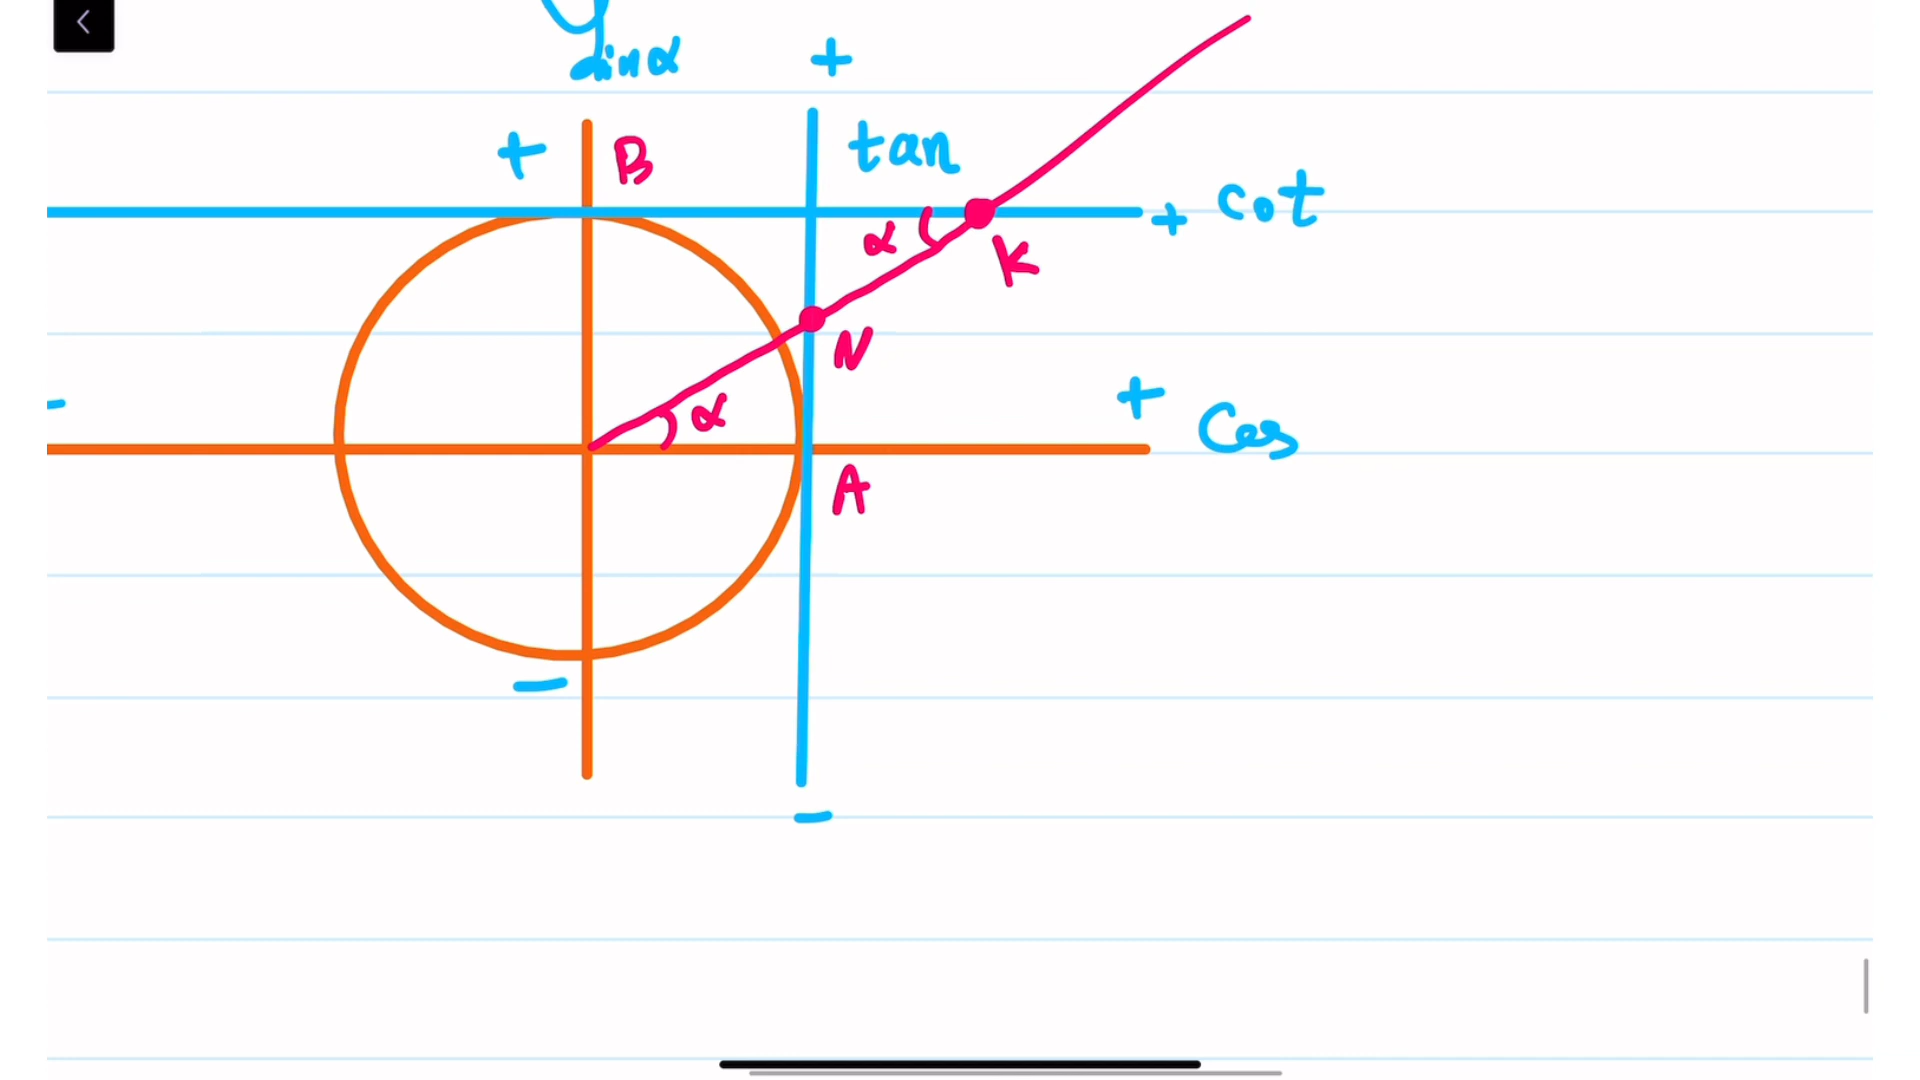 sinα
+
+ B
tan
+ cot
α
K
N
+
Cos
-
α
A
-
-